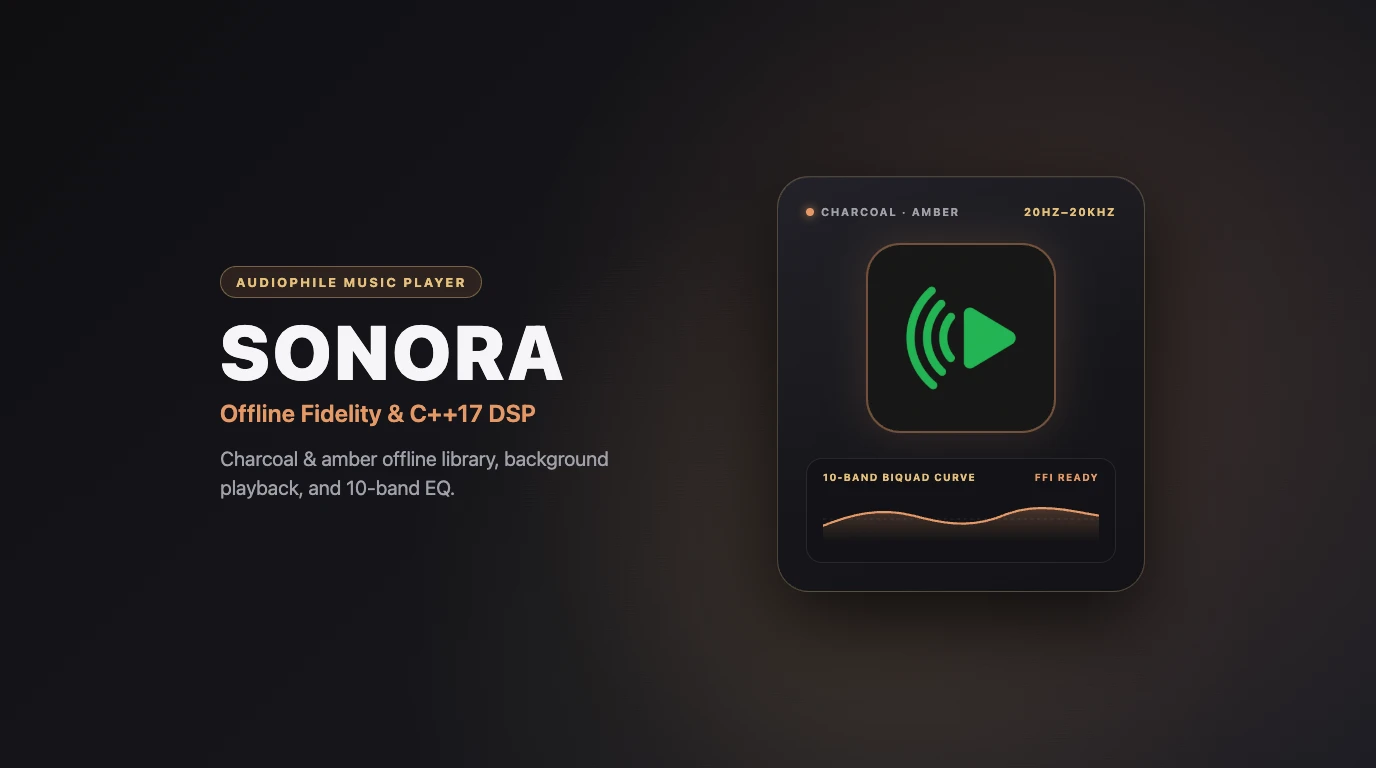 AUDIOPHILE MUSIC PLAYER
SONORA
Offline Fidelity & C++17 DSP
Charcoal & amber offline library, background
playback, and 10-band EQ.
CHARCOAL · AMBER
20HZ–20KHZ
10-BAND BIQUAD CURVE
FFI READY